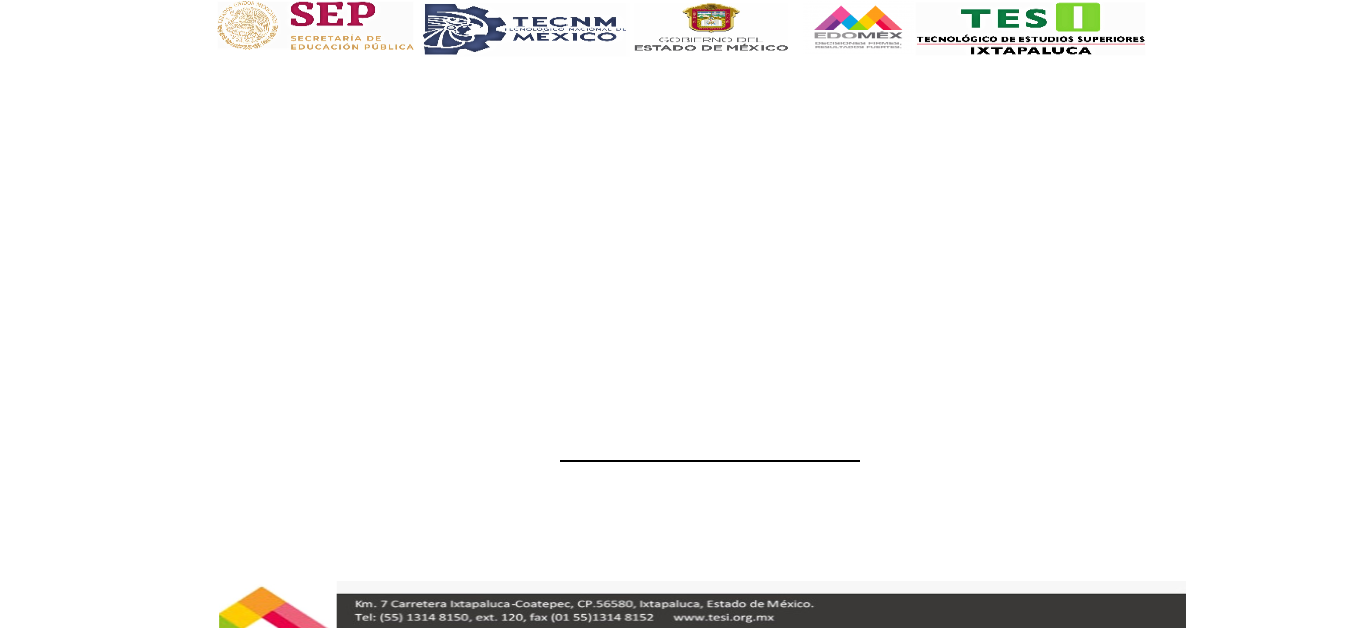 SEP
SECRETARÍA DE
EDUCACIÓN PÚBLICA
TECNM
TECNOLÓGICO NACIONAL DE
MÉXICO
GOBIERNO DEL
ESTADO DE MÉXICO
EDOMÉX
DECISIONES FIRMES,
RESULTADOS FUERTES.
TESI
TECNOLÓGICO DE ESTUDIOS SUPERIORES
IXTAPALUCA
Km. 7 Carretera Ixtapaluca-Coatepec, CP.56580, Ixtapaluca, Estado de México.
Tel: (55) 1314 8150, ext. 120, fax (01 55)1314 8152 www.tesi.org.mx